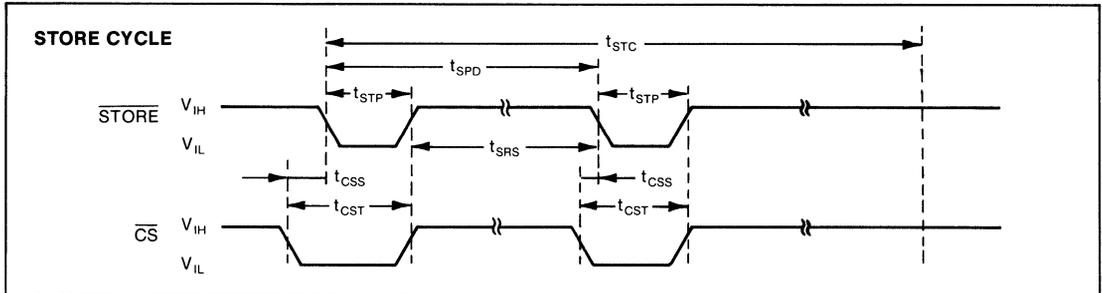 STORE CYCLE
tSTC
tSPD
tSTP tSTP
STORE VIH
VIL
tSRS
tCSS tCSS
tCST tCST
CS VIH
VIL